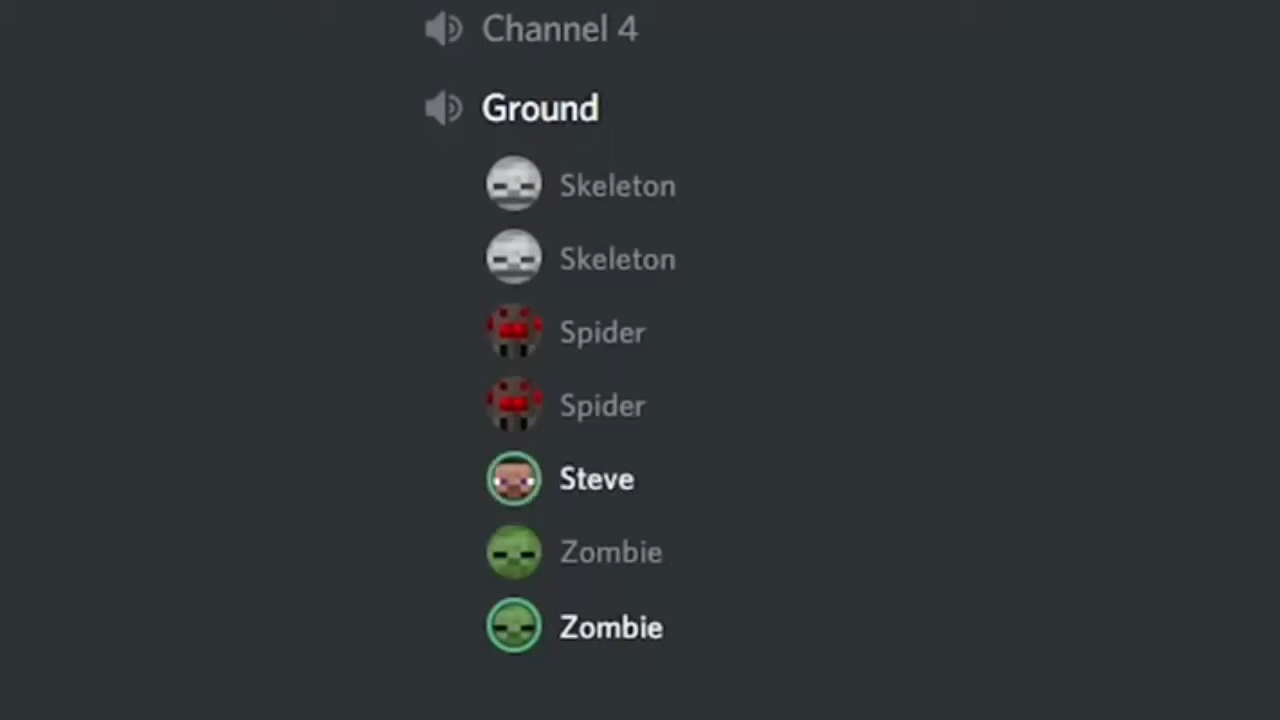 Channel 4
Ground
Skeleton
Skeleton
Spider
Spider
Steve
Zombie
Zombie